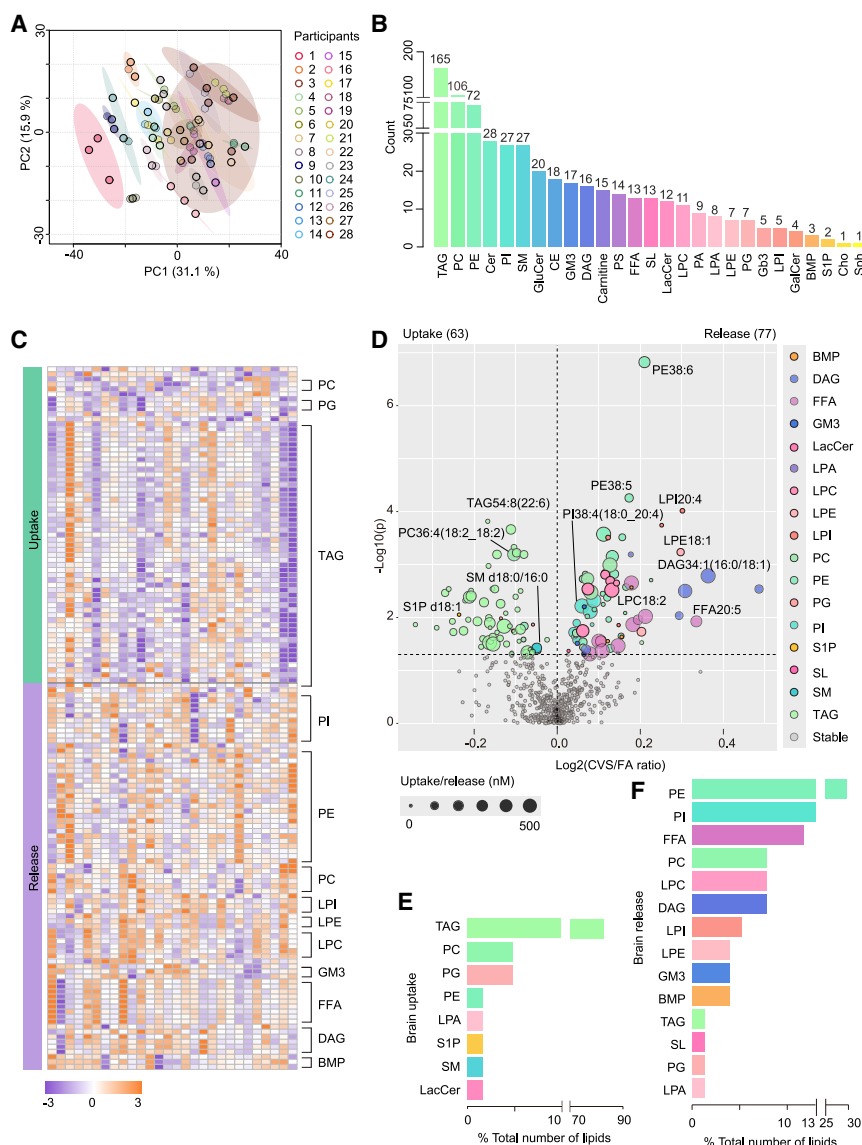 A
30
0
-30
-40
0
40
PC2 (15.9 %)
PC1 (31.1 %)
Participants
1 15
2 16
3 17
4 18
5 19
6 20
7 21
8 22
9 23
10 24
11 25
12 26
13 27
14 28
B
200
100
75
50
30
20
10
0
Count
165
106
72
28
27
27
20
18
17
16
15
14
13
13
12
11
9
8
7
7
5
5
4
3
2
1
1
TAG
PC
PE
Cer
PI
SM
GluCer
CE
GM3
DAG
Carnitine
PS
FFA
SL
LacCer
LPC
PA
LPA
LPE
PG
Gb3
LPI
GalCer
BMP
S1P
Cho
Sph
C
Uptake
Release
PC
PG
TAG
PI
PE
PC
LPI
LPE
LPC
GM3
FFA
DAG
BMP
-3
0
3
D
Uptake (63)
Release (77)
6
4
2
0
-Log10(p)
PE38:6
PE38:5
LPI20:4
TAG54:8(22:6)
PI38:4(18:0_20:4)
PC36:4(18:2_18:2)
LPE18:1
DAG34:1(16:0/18:1)
SM d18:0/16:0
LPC18:2
FFA20:5
S1P d18:1
-0.2
0.0
0.2
0.4
Log2(CVS/FA ratio)
BMP
DAG
FFA
GM3
LacCer
LPA
LPC
LPE
LPI
PC
PE
PG
PI
S1P
SL
SM
TAG
Stable
Uptake/release (nM)
0
500
E
Brain uptake
TAG
PC
PG
PE
LPA
S1P
SM
LacCer
0
10
70
90
% Total number of lipids
F
Brain release
PE
PI
FFA
PC
LPC
DAG
LPI
LPE
GM3
BMP
TAG
SL
PG
LPA
0
10
13
25
30
% Total number of lipids